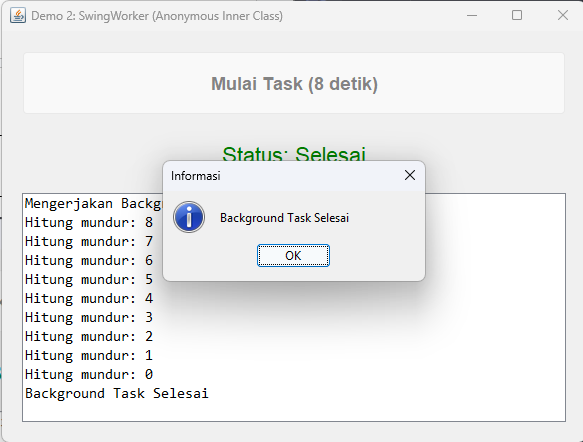 Demo 2: SwingWorker (Anonymous Inner Class)
Mulai Task (8 detik)
Status: Selesai
Informasi
Background Task Selesai
OK
Mengerjakan
Hitung mundur: 8
Hitung mundur: 7
Hitung mundur: 6
Hitung mundur: 5
Hitung mundur: 4
Hitung mundur: 3
Hitung mundur: 2
Hitung mundur: 1
Hitung mundur: 0
Background Task Selesai